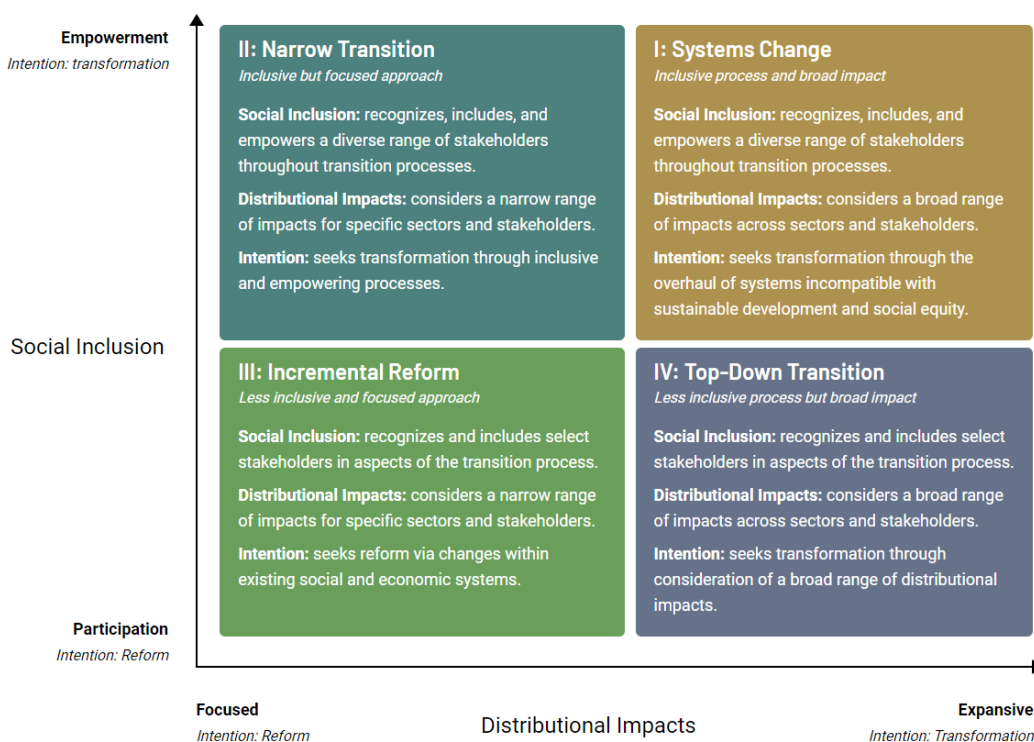 Empowerment
Intention: transformation
II: Narrow Transition
Inclusive but focused approach
Social Inclusion: recognizes, includes, and
empowers a diverse range of stakeholders
throughout transition processes.
Distributional Impacts: considers a narrow range
of impacts for specific sectors and stakeholders.
Intention: seeks transformation through inclusive
and empowering processes.
I: Systems Change
Inclusive process and broad impact
Social Inclusion: recognizes, includes, and
empowers a diverse range of stakeholders
throughout transition processes.
Distributional Impacts: considers a broad range
of impacts across sectors and stakeholders.
Intention: seeks transformation through the
overhaul of systems incompatible with
sustainable development and social equity.
Social Inclusion
III: Incremental Reform
Less inclusive and focused approach
Social Inclusion: recognizes and includes select
stakeholders in aspects of the transition process.
Distributional Impacts: considers a narrow range
of impacts for specific sectors and stakeholders.
Intention: seeks reform via changes within
existing social and economic systems.
IV: Top-Down Transition
Less inclusive process but broad impact
Social Inclusion: recognizes and includes select
stakeholders in aspects of the transition process.
Distributional Impacts: considers a broad range
of impacts across sectors and stakeholders.
Intention: seeks transformation through
consideration of a broad range of distributional
impacts.
Participation
Intention: Reform
Focused
Intention: Reform
Distributional Impacts
Expansive
Intention: Transformation